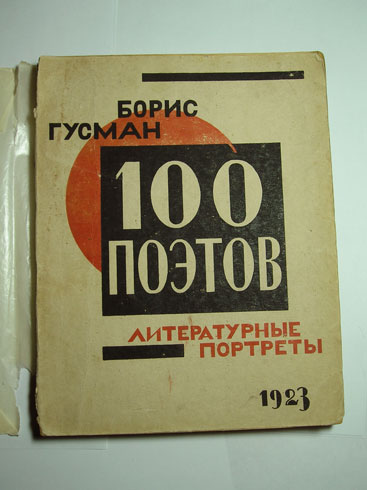 БОРИС
ГУСМАН
100
ПОЭТОВ
ЛИТЕРАТУРНЫЕ
ПОРТРЕТЫ
1923